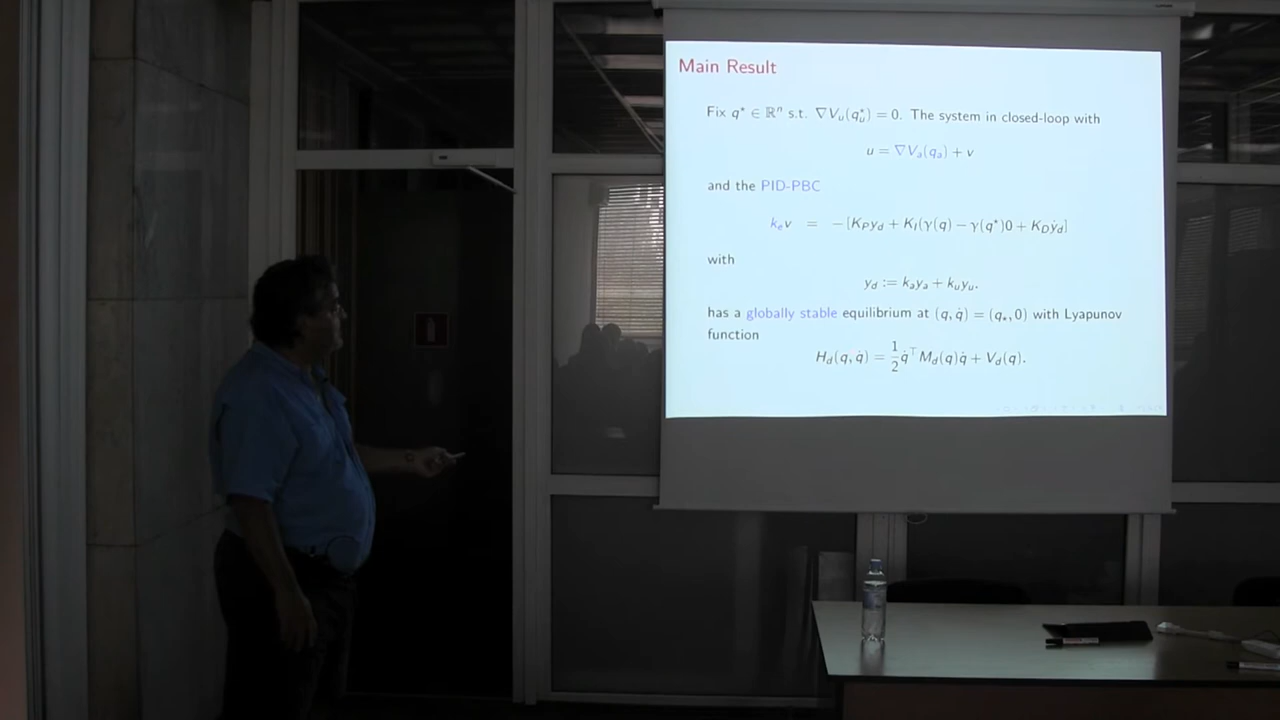 Main Result
Fix q* ∈ ℝⁿ s.t. ∇V_u(q*_u) = 0. The system in closed-loop with
u = ∇V_a(q_a) + v
and the PID-PBC
k_e v = −[K_P y_d + K_I(γ(q) − γ(q*)0 + K_D ẏ_d]
with
y_d := k_a y_a + k_u y_u.
has a globally stable equilibrium at (q, q̇) = (q⋆, 0) with Lyapunov
function
H_d(q, q̇) = 1/2 q̇^⊤ M_d(q)q̇ + V_d(q).